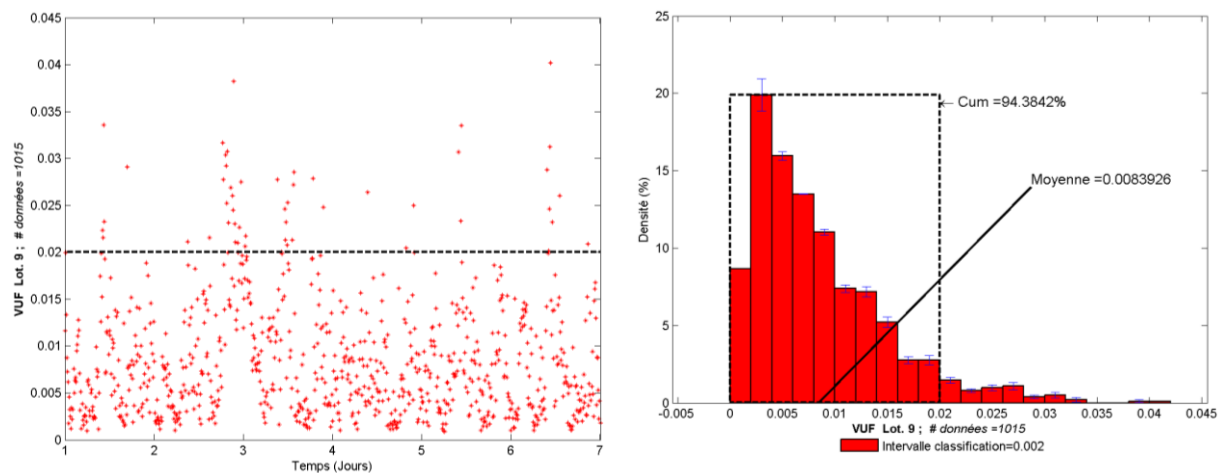 0.045
0.04
0.035
0.03
0.025
0.02
0.015
0.01
0.005
0
1 2 3 4 5 6 7
Temps (Jours)
VUF Lot. 9 ; # données =1015
25
20
15
10
5
0
Densité (%)
← Cum =94.3842%
Moyenne =0.0083926
-0.005 0 0.005 0.01 0.015 0.02 0.025 0.03 0.035 0.04 0.045
VUF Lot. 9 ; # données =1015
Intervalle classification=0.002